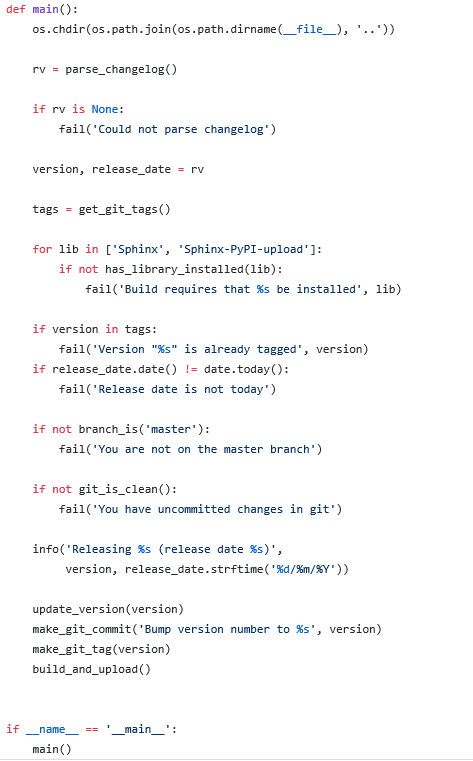 def main():
    os.chdir(os.path.join(os.path.dirname(__file__), '..'))

    rv = parse_changelog()

    if rv is None:
        fail('Could not parse changelog')

    version, release_date = rv

    tags = get_git_tags()

    for lib in ['Sphinx', 'Sphinx-PyPI-upload']:
        if not has_library_installed(lib):
            fail('Build requires that %s be installed', lib)

    if version in tags:
        fail('Version "%s" is already tagged', version)
    if release_date.date() != date.today():
        fail('Release date is not today')

    if not branch_is('master'):
        fail('You are not on the master branch')

    if not git_is_clean():
        fail('You have uncommitted changes in git')

    info('Releasing %s (release date %s)',
         version, release_date.strftime('%d/%m/%Y'))

    update_version(version)
    make_git_commit('Bump version number to %s', version)
    make_git_tag(version)
    build_and_upload()


if __name__ == '__main__':
    main()